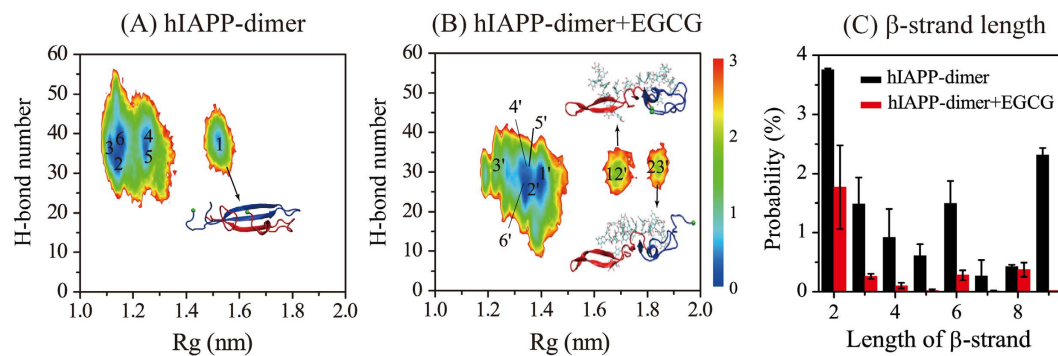 (A) hIAPP-dimer
H-bond number
60
50
40
30
20
10
0
3
6
2
4
5
1
1.0 1.2 1.4 1.6 1.8 2.0
Rg (nm)
(B) hIAPP-dimer+EGCG
H-bond number
60
50
40
30
20
10
0
4'
5'
3'
1'
2'
6'
12'
23'
1.0 1.2 1.4 1.6 1.8 2.0
Rg (nm)
3
2
1
0
(C) β-strand length
hIAPP-dimer
hIAPP-dimer+EGCG
Probability (%)
4
2
0
2 4 6 8
Length of β-strand